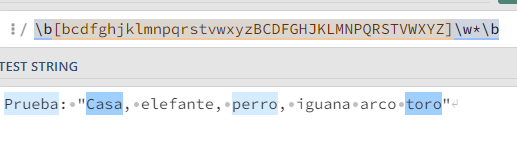 / \b[bcdfghjklmnpqrstvwxyzBCDFGHJKLMNPQRSTVWXYZ]\w*\b
TEST STRING
Prueba: "Casa, elefante, perro, iguana arco toro"